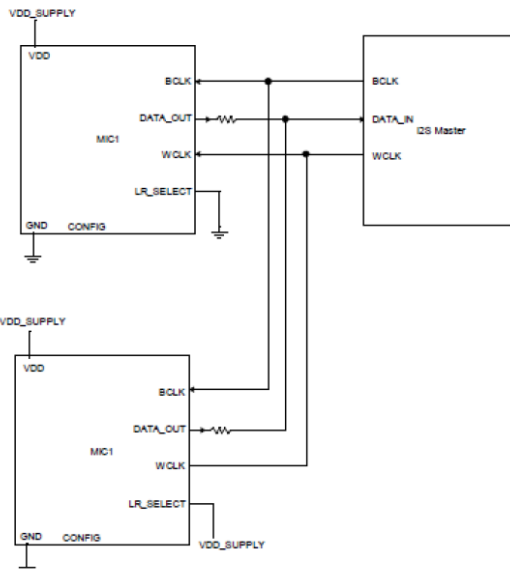 VDD_SUPPLY
VDD
BCLK
BCLK
DATA_OUT
DATA_IN
MIC1
I2S Master
WCLK
WCLK
LR_SELECT
GND
CONFIG
VDD_SUPPLY
VDD
BCLK
DATA_OUT
MIC1
WCLK
LR_SELECT
GND
CONFIG
VDD_SUPPLY